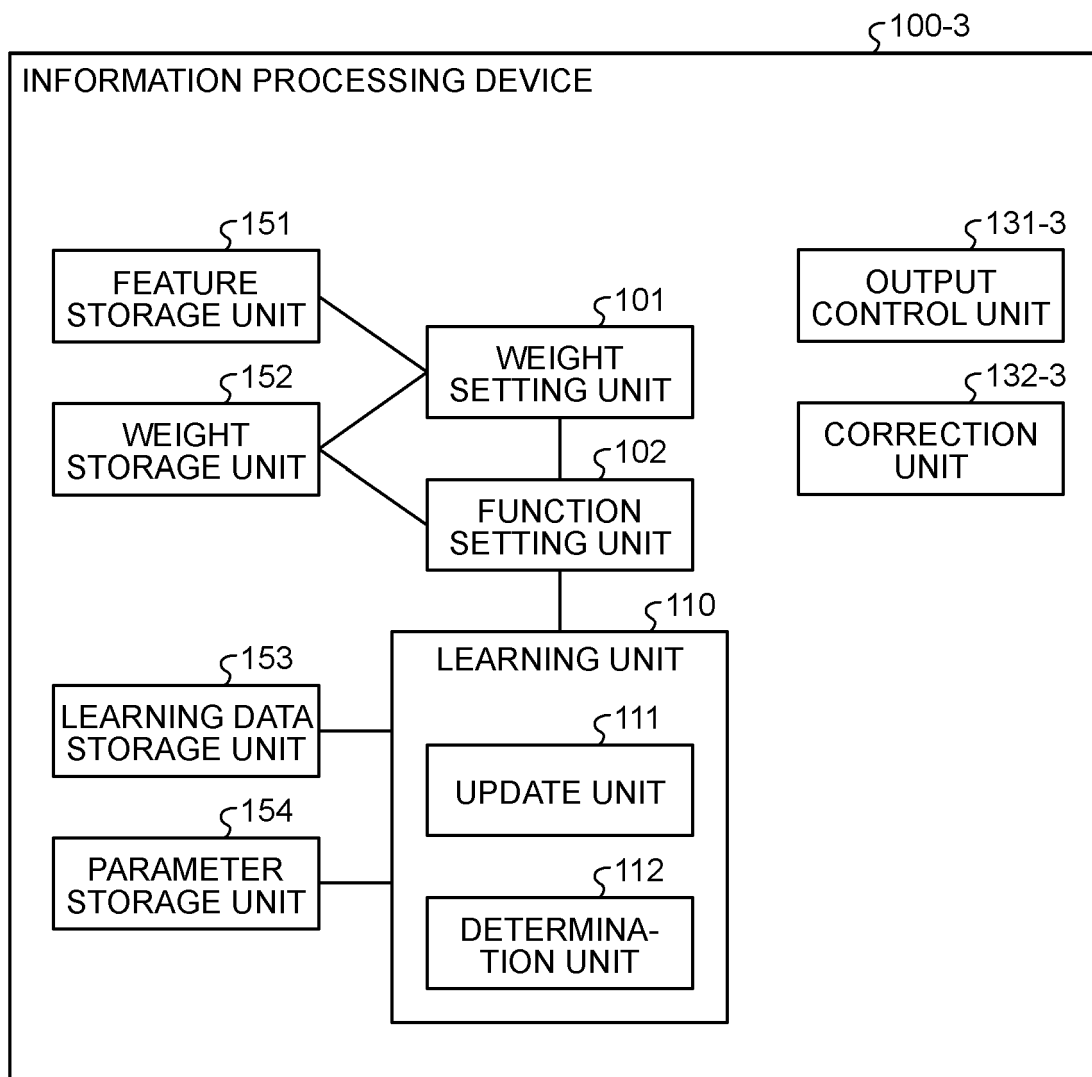 100-3
INFORMATION PROCESSING DEVICE
151
FEATURE
STORAGE UNIT
152
WEIGHT
STORAGE UNIT
101
WEIGHT
SETTING UNIT
102
FUNCTION
SETTING UNIT
131-3
OUTPUT
CONTROL UNIT
132-3
CORRECTION
UNIT
110
LEARNING UNIT
153
LEARNING DATA
STORAGE UNIT
154
PARAMETER
STORAGE UNIT
111
UPDATE UNIT
112
DETERMINA-
TION UNIT